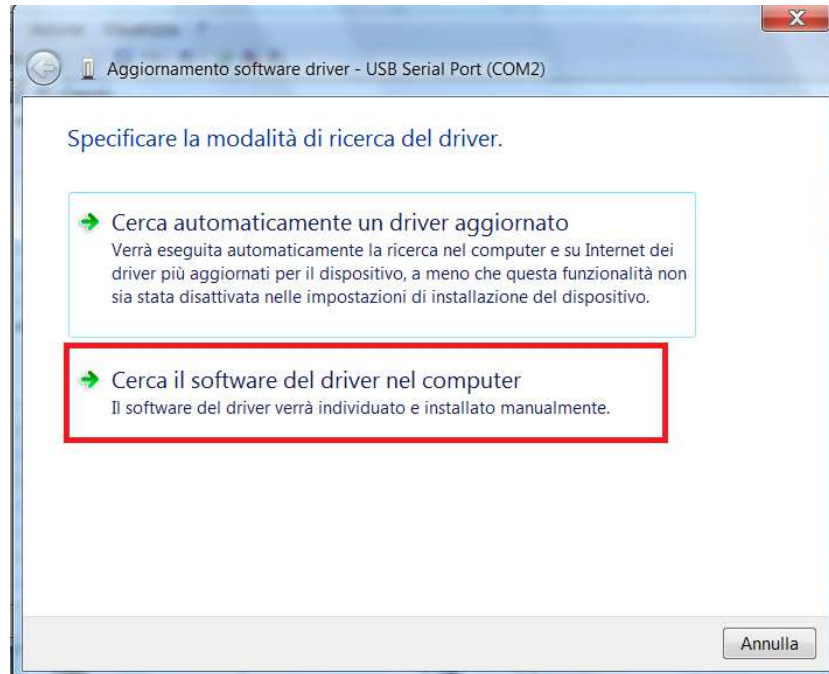 Aggiornamento software driver - USB Serial Port (COM2)
Specificare la modalità di ricerca del driver.
Cerca automaticamente un driver aggiornato
Verrà eseguita automaticamente la ricerca nel computer e su Internet dei
driver più aggiornati per il dispositivo, a meno che questa funzionalità non
sia stata disattivata nelle impostazioni di installazione del dispositivo.
Cerca il software del driver nel computer
Il software del driver verrà individuato e installato manualmente.
Annulla